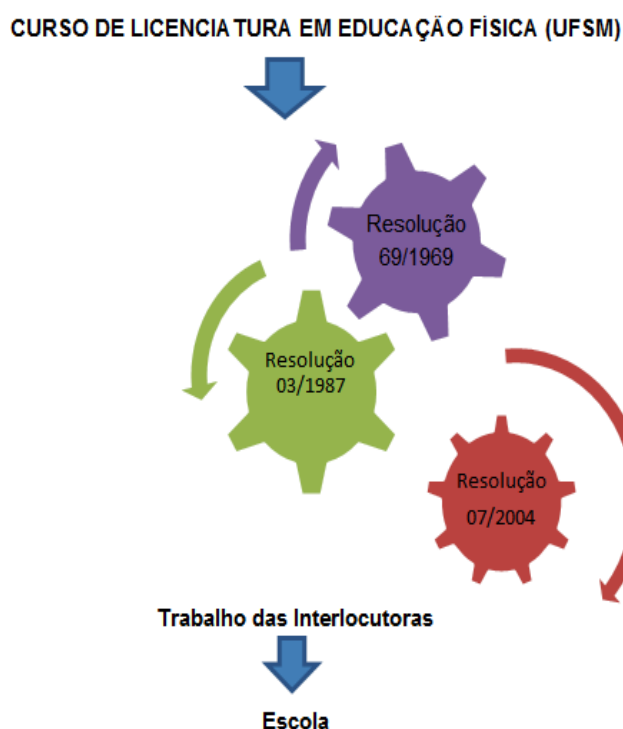 CURSO DE LICENCIATURA EM EDUCAÇÃO FÍSICA (UFSM)
Resolução
69/1969
Resolução
03/1987
Resolução
07/2004
Trabalho das Interlocutoras
Escola